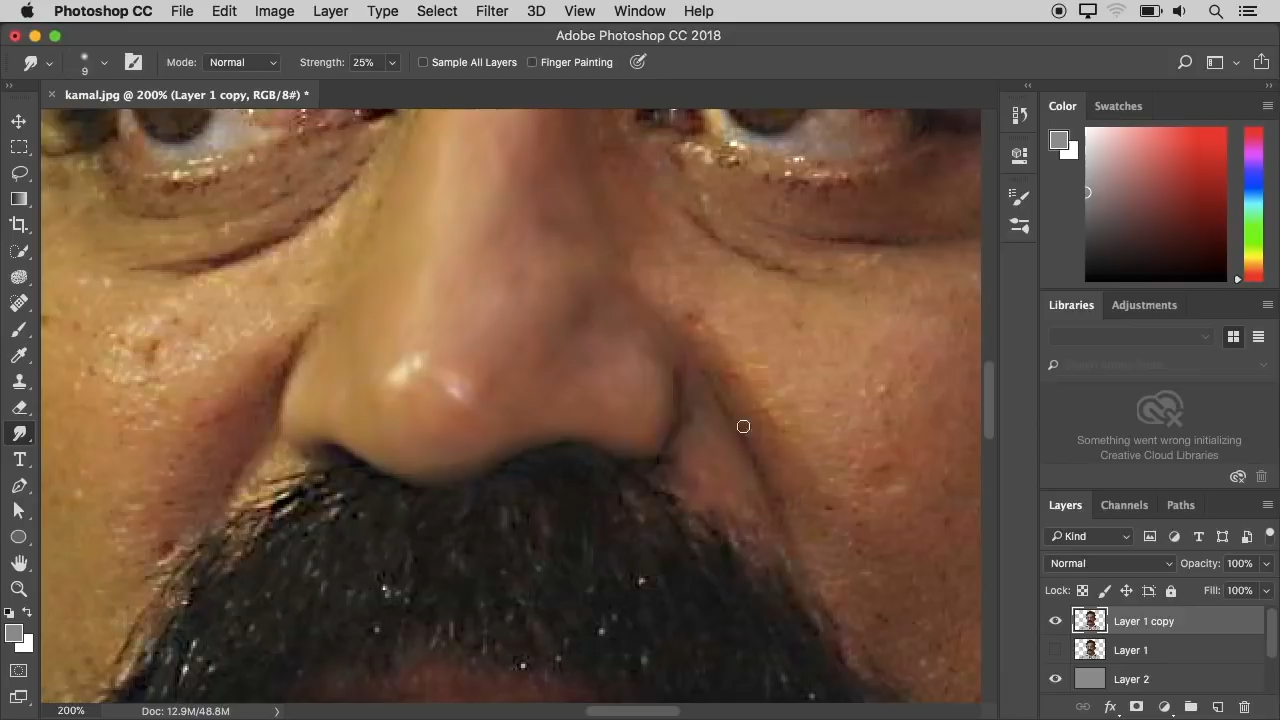 Photoshop CC File Edit Image Layer Type Select Filter 3D View Window Help
Adobe Photoshop CC 2018
9 Mode: Normal Strength: 25% Sample All Layers Finger Painting
× kamal.jpg @ 200% (Layer 1 copy, RGB/8#) *
Color Swatches
Libraries Adjustments
Something went wrong initializing
Creative Cloud Libraries
Layers Channels Paths
Kind
Normal Opacity: 100%
Lock: Fill: 100%
Layer 1 copy
Layer 1
Layer 2
200% Doc: 12.9M/48.8M
fx